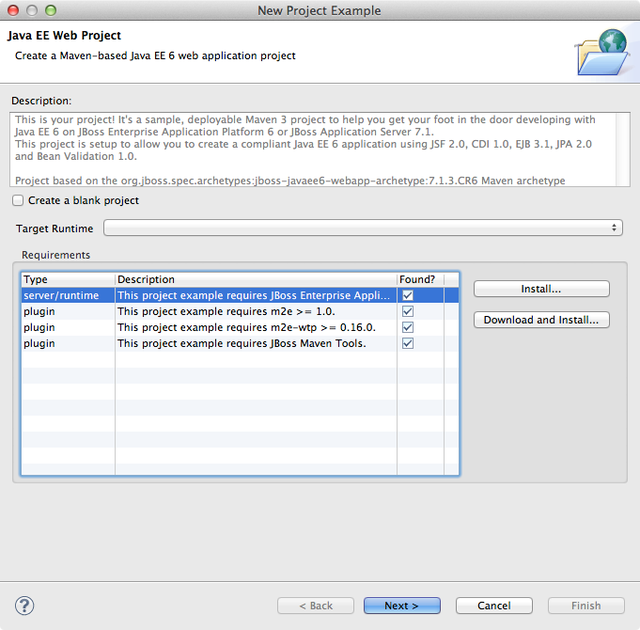 New Project Example
Java EE Web Project
Create a Maven-based Java EE 6 web application project
Description:
This is your project! It's a sample, deployable Maven 3 project to help you get your foot in the door developing with
Java EE 6 on JBoss Enterprise Application Platform 6 or JBoss Application Server 7.1.
This project is setup to allow you to create a compliant Java EE 6 application using JSF 2.0, CDI 1.0, EJB 3.1, JPA 2.0
and Bean Validation 1.0.
Project based on the org.jboss.spec.archetypes:jboss-javaee6-webapp-archetype:7.1.3.CR6 Maven archetype
Create a blank project
Target Runtime
Requirements
Type Description Found?
server/runtime This project example requires JBoss Enterprise Appli...
plugin This project example requires m2e >= 1.0.
plugin This project example requires m2e-wtp >= 0.16.0.
plugin This project example requires JBoss Maven Tools.
Install...
Download and Install...
? < Back Next > Cancel Finish